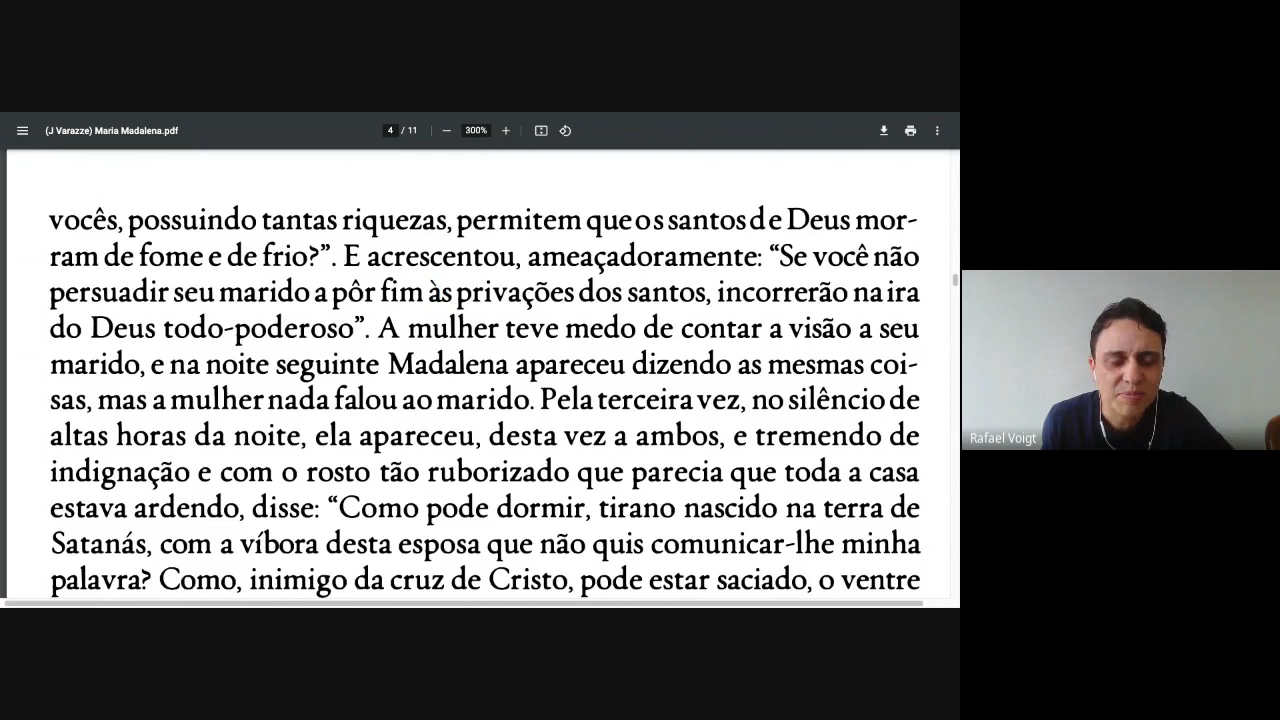 (J Varazze) Maria Madalena.pdf
4 / 11
300%
vocês, possuindo tantas riquezas, permitem que os santos de Deus mor-
ram de fome e de frio?”. E acrescentou, ameaçadoramente: “Se você não
persuadir seu marido a pôr fim às privações dos santos, incorrerão na ira
do Deus todo-poderoso”. A mulher teve medo de contar a visão a seu
marido, e na noite seguinte Madalena apareceu dizendo as mesmas coi-
sas, mas a mulher nada falou ao marido. Pela terceira vez, no silêncio de
altas horas da noite, ela apareceu, desta vez a ambos, e tremendo de
indignação e com o rosto tão ruborizado que parecia que toda a casa
estava ardendo, disse: “Como pode dormir, tirano nascido na terra de
Satanás, com a víbora desta esposa que não quis comunicar-lhe minha
palavra? Como, inimigo da cruz de Cristo, pode estar saciado, o ventre
Rafael Voigt